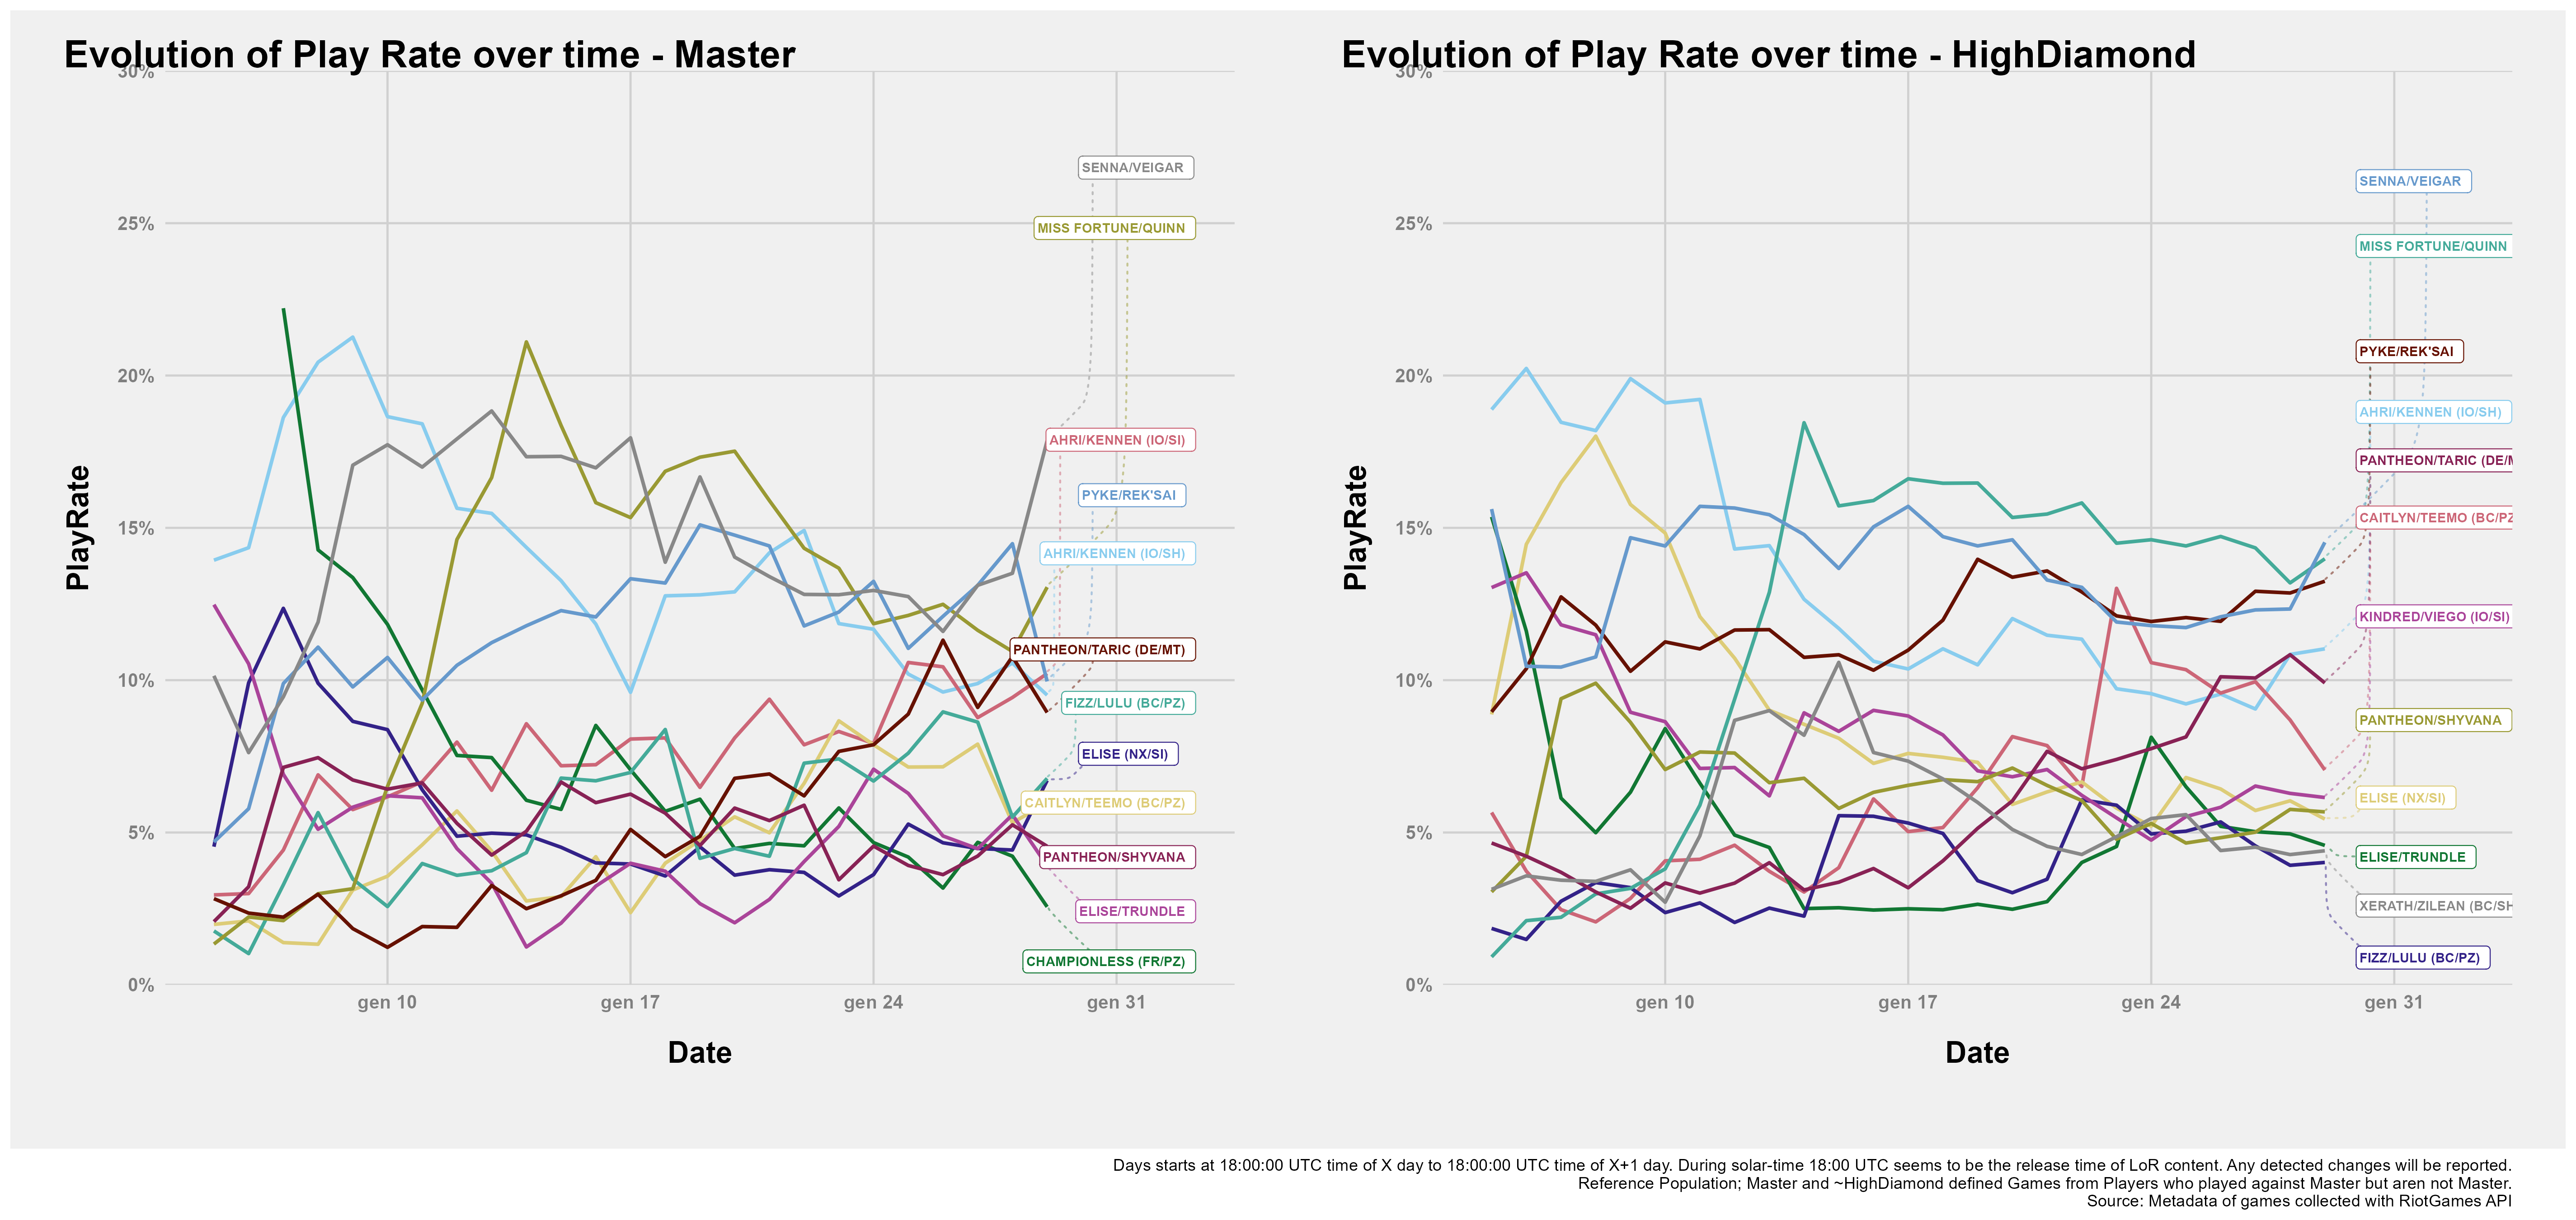 Evolution of Play Rate over time - Master
30%
25%
20%
15%
10%
5%
0%
PlayRate
gen 10
gen 17
gen 24
gen 31
Date
SENNA/VEIGAR
MISS FORTUNE/QUINN
AHRI/KENNEN (IO/SI)
PYKE/REK'SAI
AHRI/KENNEN (IO/SH)
PANTHEON/TARIC (DE/MT)
FIZZ/LULU (BC/PZ)
ELISE (NX/SI)
CAITLYN/TEEMO (BC/PZ)
PANTHEON/SHYVANA
ELISE/TRUNDLE
CHAMPIONLESS (FR/PZ)
Evolution of Play Rate over time - HighDiamond
30%
25%
20%
15%
10%
5%
0%
PlayRate
gen 10
gen 17
gen 24
gen 31
Date
SENNA/VEIGAR
MISS FORTUNE/QUINN
PYKE/REK'SAI
AHRI/KENNEN (IO/SH)
PANTHEON/TARIC (DE/M
CAITLYN/TEEMO (BC/PZ
KINDRED/VIEGO (IO/SI)
PANTHEON/SHYVANA
ELISE (NX/SI)
ELISE/TRUNDLE
XERATH/ZILEAN (BC/SH
FIZZ/LULU (BC/PZ)
Days starts at 18:00:00 UTC time of X day to 18:00:00 UTC time of X+1 day. During solar-time 18:00 UTC seems to be the release time of LoR content. Any detected changes will be reported.
Reference Population; Master and ~HighDiamond defined Games from Players who played against Master but aren not Master.
Source: Metadata of games collected with RiotGames API